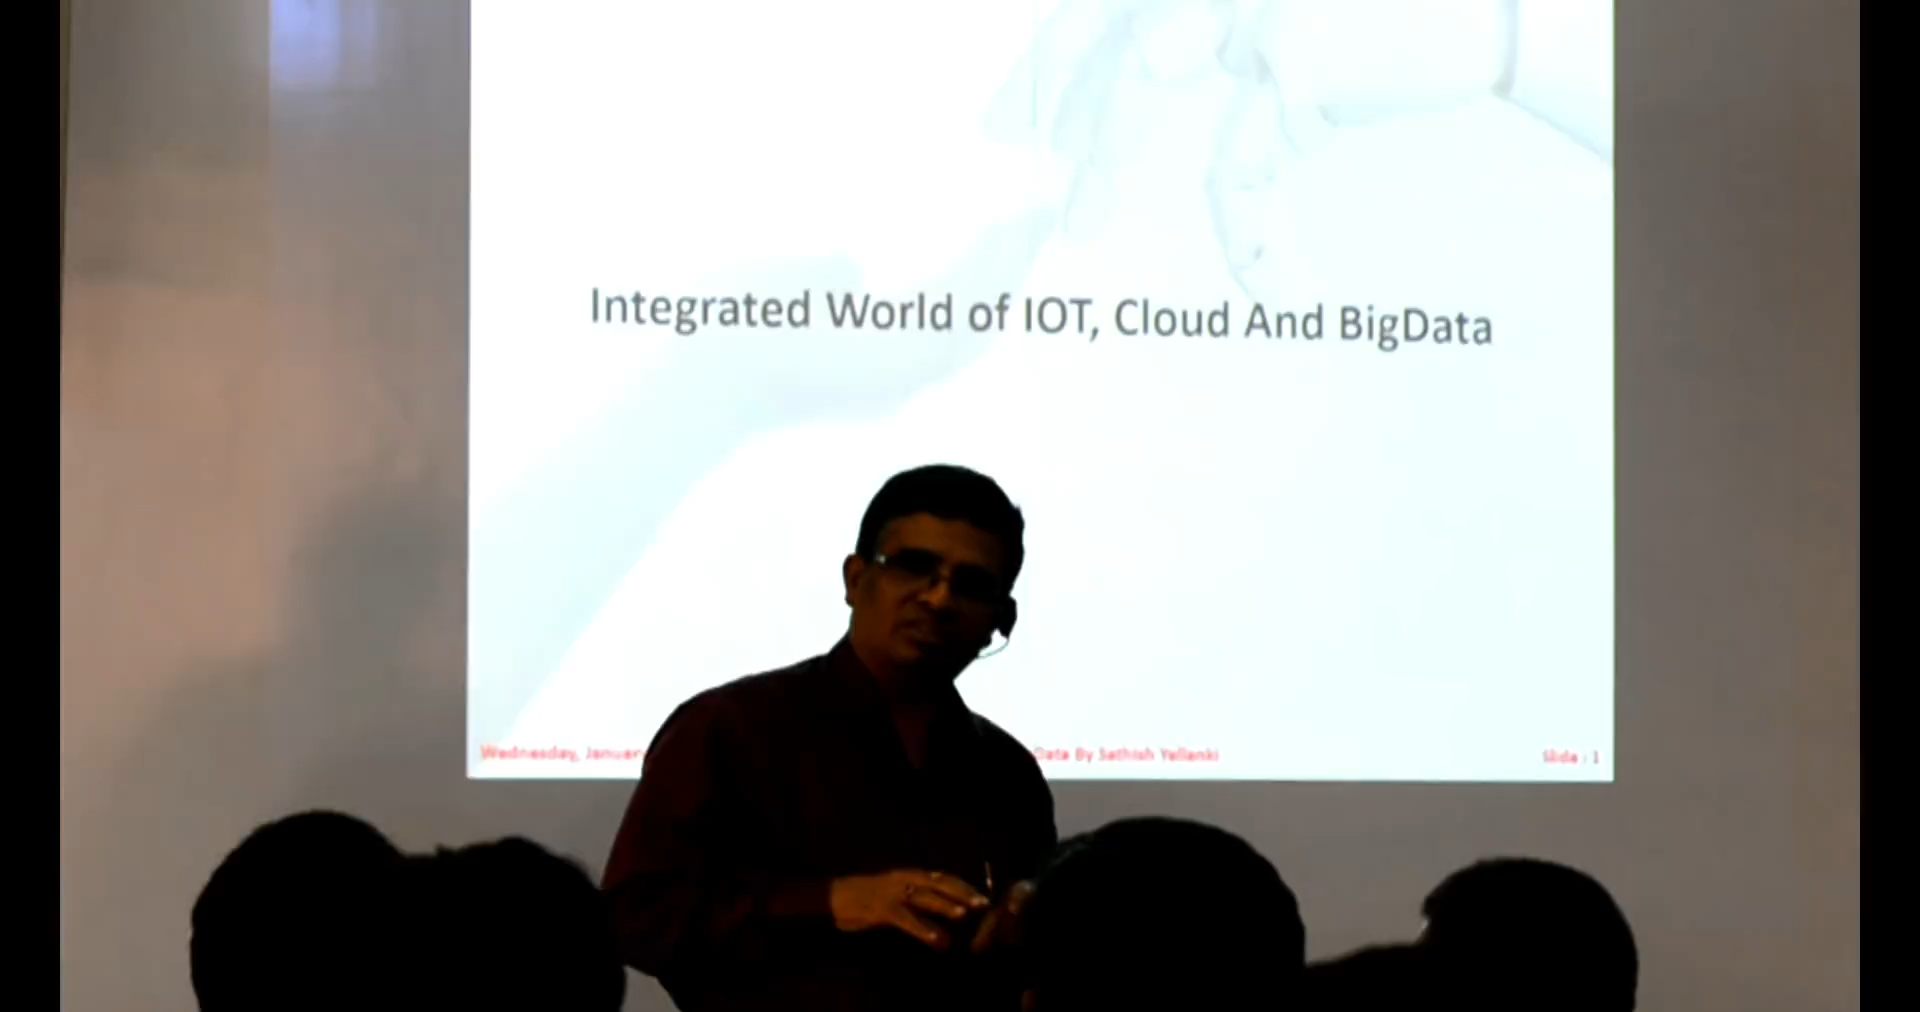 Integrated World of IOT, Cloud And BigData
Wednesday, Januar Data By Sathish Yellanki Slide : 1